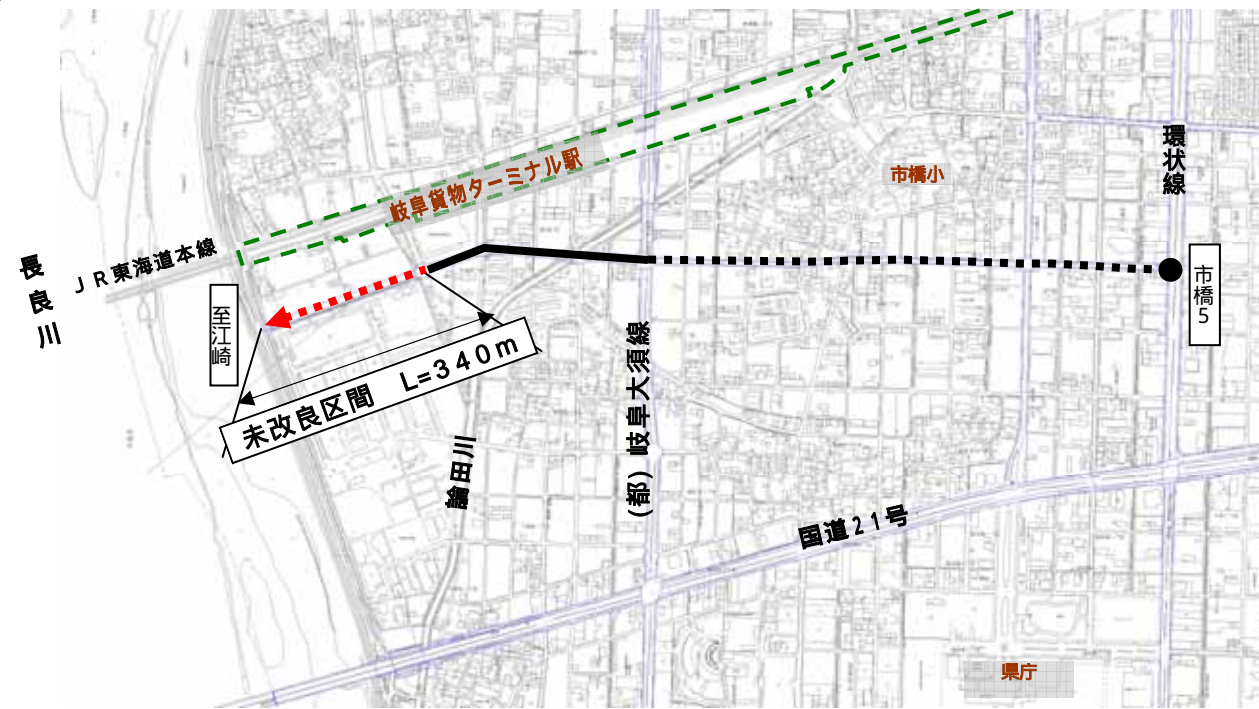 環状線
市橋小
岐阜貨物ターミナル駅
ＪＲ東海道本線
長良川
至江崎
市橋５
未改良区間　L=３４０ｍ
（都）岐阜大須線
論田川
国道２１号
県庁